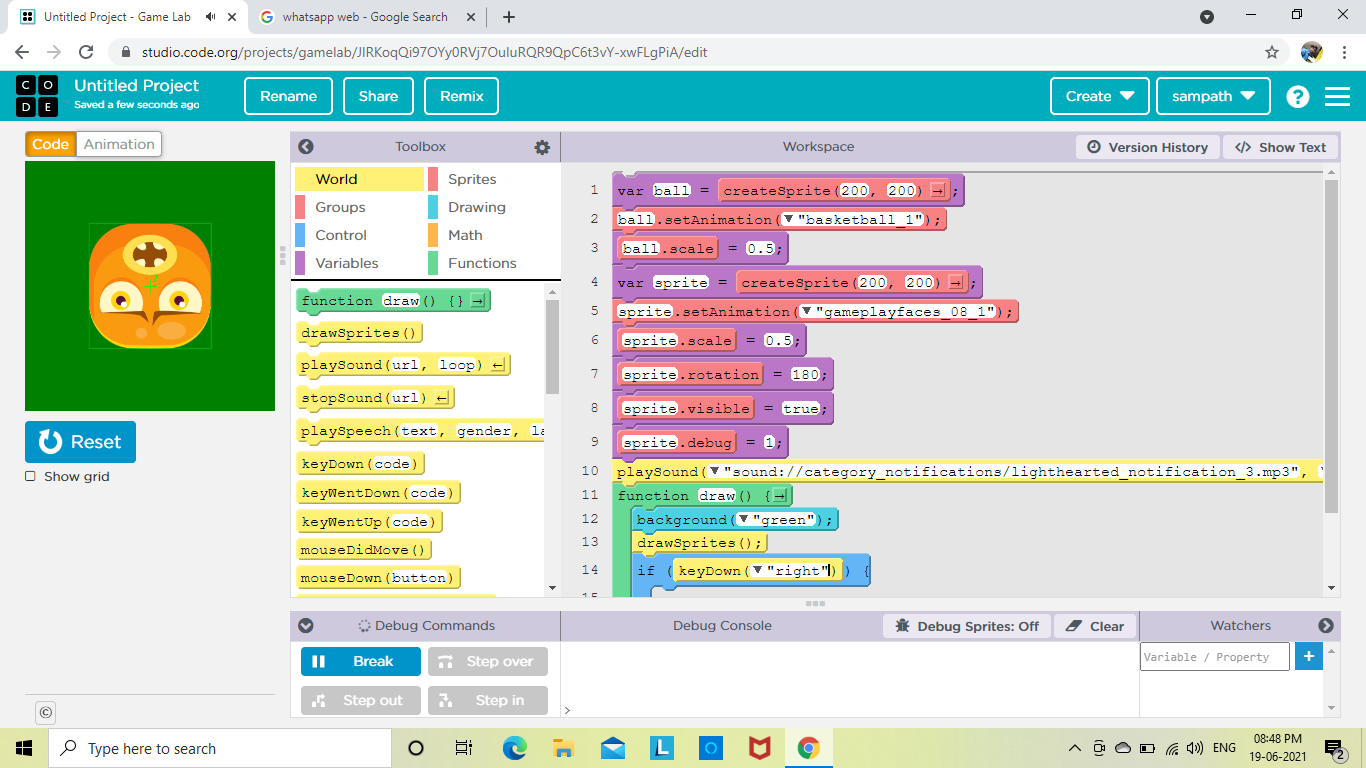 Untitled Project - Game Lab
whatsapp web - Google Search
studio.code.org/projects/gamelab/JIRKoqQi97OYy0RVj7OuIuRQR9QpC6t3vY-xwFLgPiA/edit
C O D E
Untitled Project
Saved a few seconds ago
Rename
Share
Remix
Create
sampath
?
Code
Animation
Toolbox
Workspace
Version History
</> Show Text
World
Sprites
Groups
Drawing
Control
Math
Variables
Functions
function draw() {}
drawSprites()
playSound(url, loop)
stopSound(url)
playSpeech(text, gender, la
keyDown(code)
keyWentDown(code)
keyWentUp(code)
mouseDidMove()
mouseDown(button)
1 var ball = createSprite(200, 200);
2 ball.setAnimation("basketball_1");
3 ball.scale = 0.5;
4 var sprite = createSprite(200, 200);
5 sprite.setAnimation("gameplayfaces_08_1");
6 sprite.scale = 0.5;
7 sprite.rotation = 180;
8 sprite.visible = true;
9 sprite.debug = 1;
10 playSound("sound://category_notifications/lighthearted_notification_3.mp3",
11 function draw() {
12 background("green");
13 drawSprites();
14 if (keyDown("right")) {
15
Reset
Show grid
Debug Commands
Debug Console
Debug Sprites: Off
Clear
Watchers
Break
Step over
Step out
Step in
Variable / Property
+
>
©
Type here to search
ENG
08:48 PM
19-06-2021
2